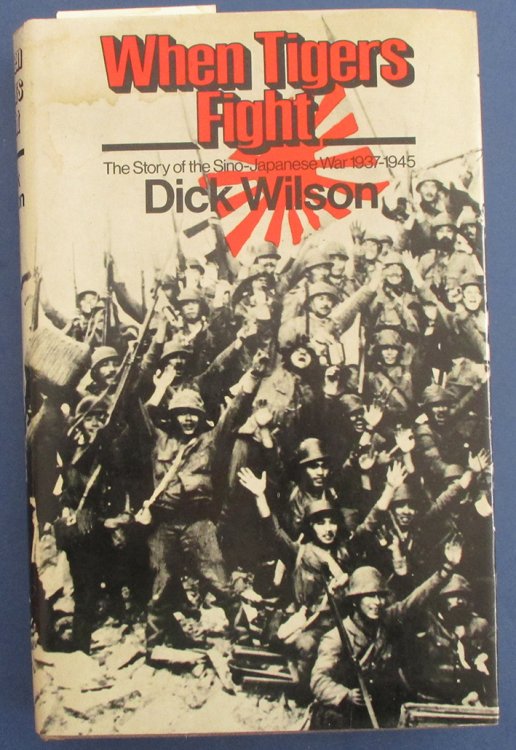 When Tigers
Fight
The Story of the Sino-Japanese War 1937-1945
Dick Wilson